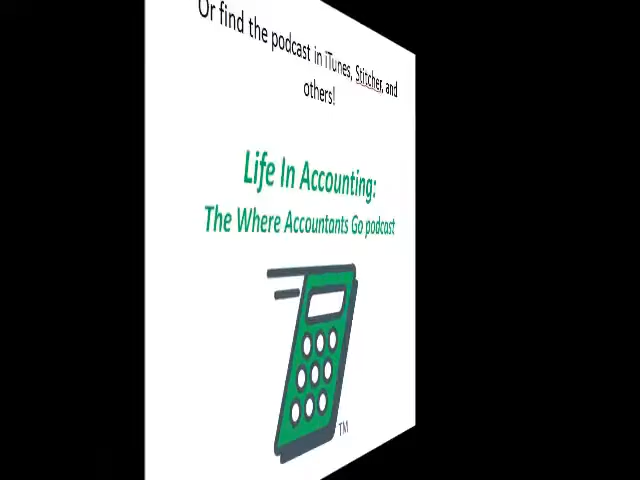 Or find the podcast in iTunes, Stitcher, and
others!
Life In Accounting:
The Where Accountants Go podcast
TM